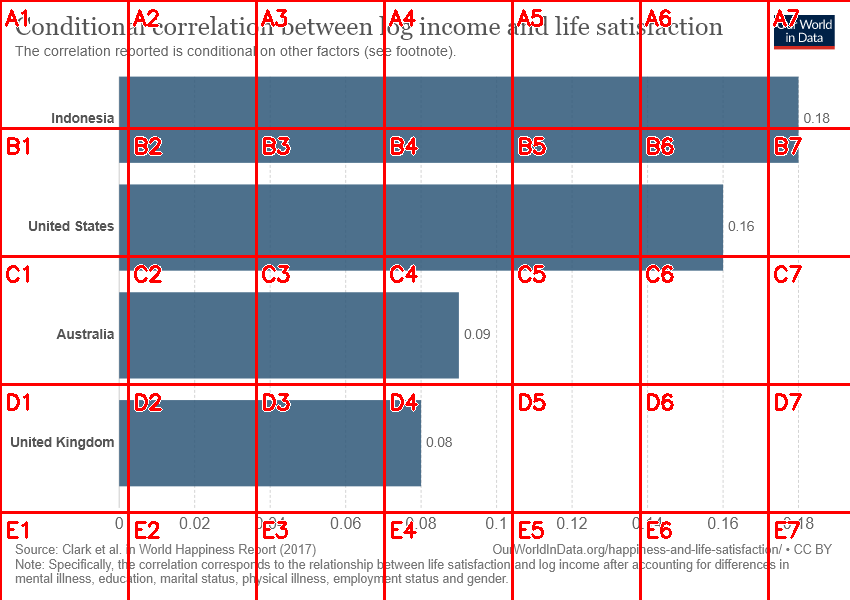 Conditional correlation between log income and life satisfaction
The correlation reported is conditional on other factors (see footnote).
Our World
in Data
Indonesia
0.18
United States
0.16
Australia
0.09
United Kingdom
0.08
0 0.02 0.04 0.06 0.08 0.1 0.12 0.14 0.16 0.18
Source: Clark et al. in World Happiness Report (2017)
OurWorldInData.org/happiness-and-life-satisfaction/ • CC BY
Note: Specifically, the correlation corresponds to the relationship between life satisfaction and log income after accounting for differences in
mental illness, education, marital status, physical illness, employment status and gender.
A1 A2 A3 A4 A5 A6 A7
B1 B2 B3 B4 B5 B6 B7
C1 C2 C3 C4 C5 C6 C7
D1 D2 D3 D4 D5 D6 D7
E1 E2 E3 E4 E5 E6 E7